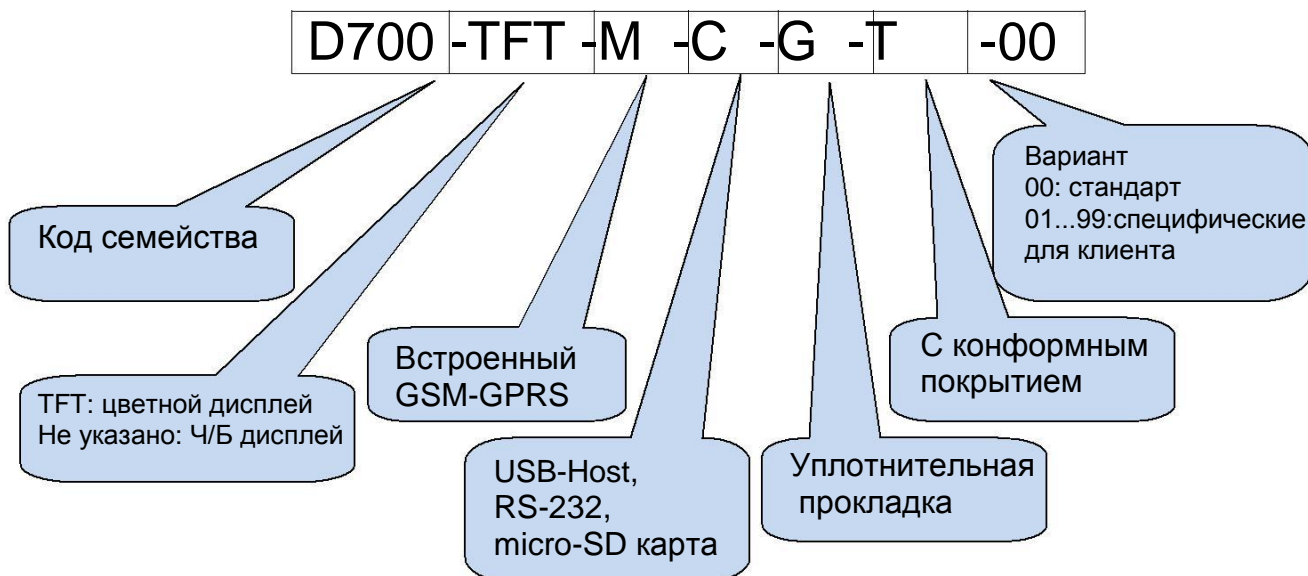 D700 -TFT -M -C -G -T -00
Код семейства
TFT: цветной дисплей
Не указано: Ч/Б дисплей
Встроенный
GSM-GPRS
USB-Host,
RS-232,
micro-SD карта
Уплотнительная
прокладка
С конформным
покрытием
Вариант
00: стандарт
01...99:специфические
для клиента